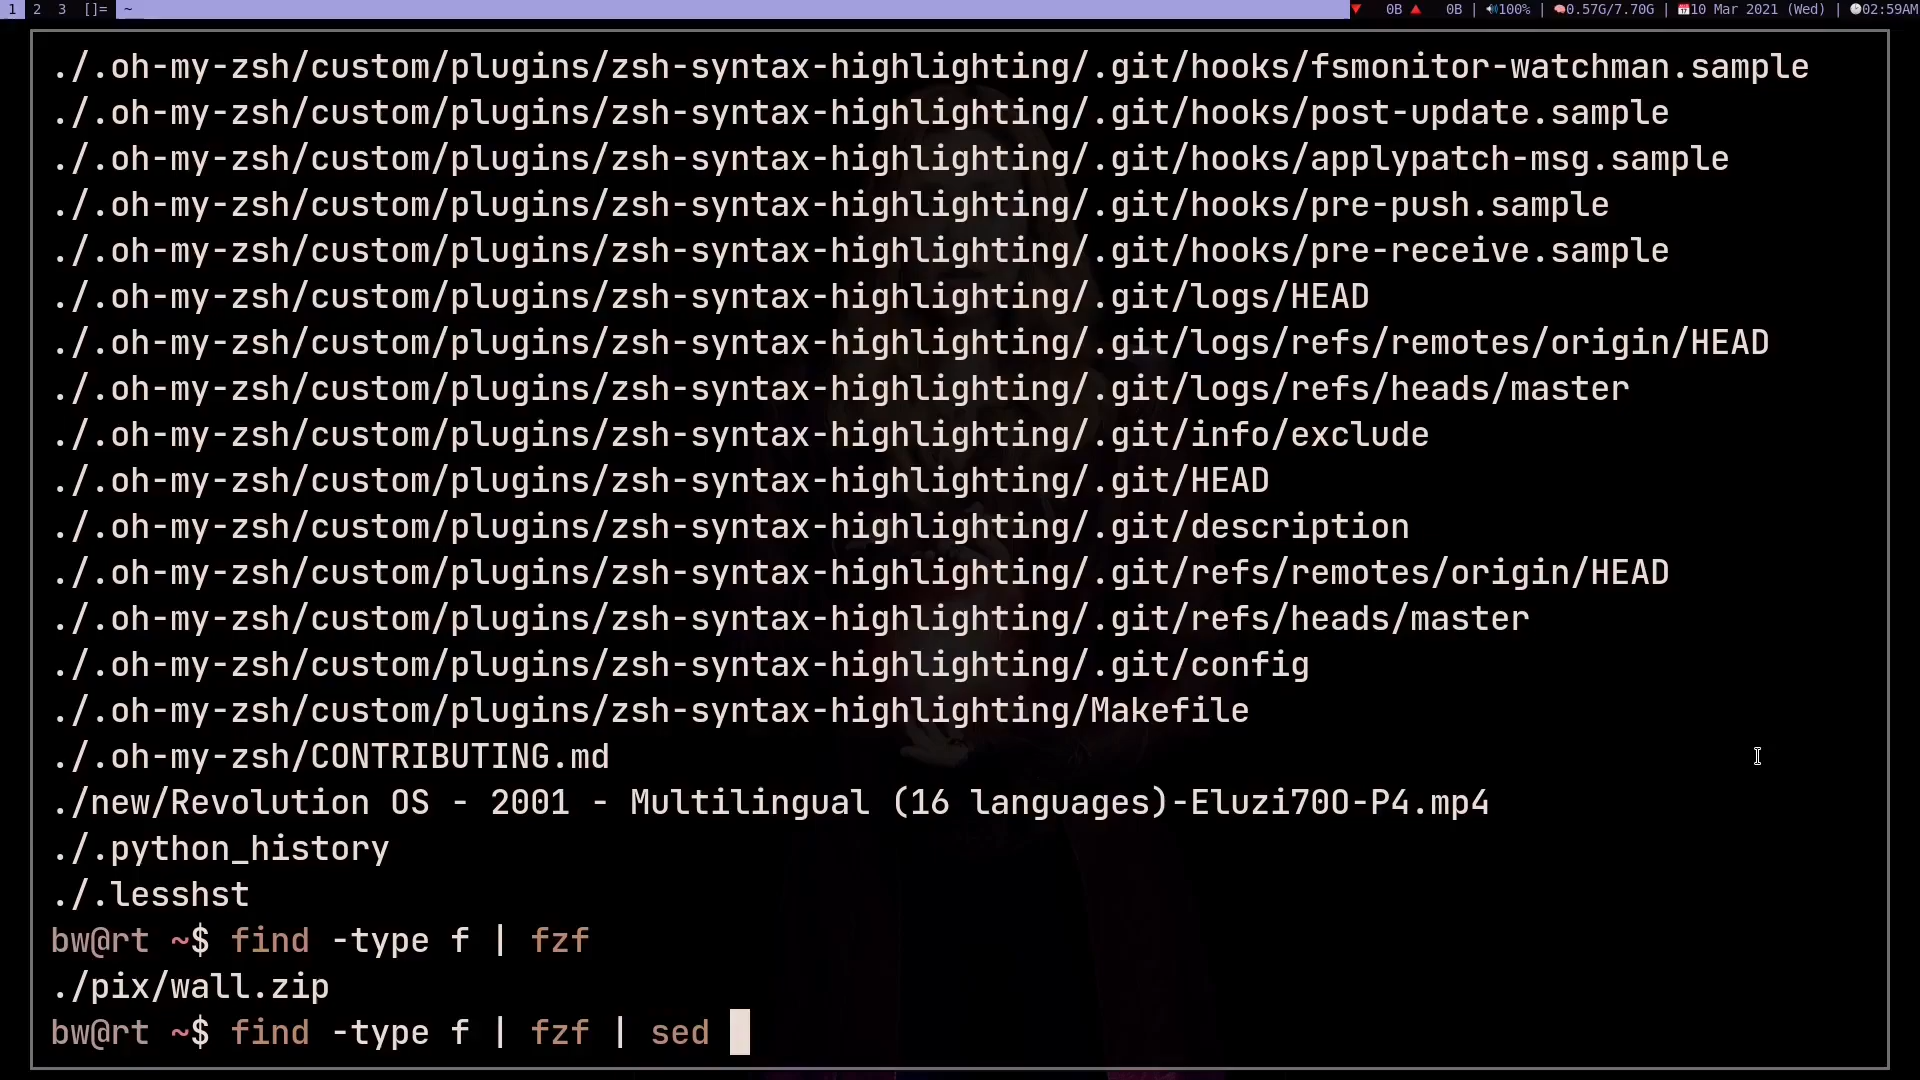 1 2 3 []= ~ 0B 0B | 100% | 0.57G/7.70G | 10 Mar 2021 (Wed) | 02:59AM
./.oh-my-zsh/custom/plugins/zsh-syntax-highlighting/.git/hooks/fsmonitor-watchman.sample
./.oh-my-zsh/custom/plugins/zsh-syntax-highlighting/.git/hooks/post-update.sample
./.oh-my-zsh/custom/plugins/zsh-syntax-highlighting/.git/hooks/applypatch-msg.sample
./.oh-my-zsh/custom/plugins/zsh-syntax-highlighting/.git/hooks/pre-push.sample
./.oh-my-zsh/custom/plugins/zsh-syntax-highlighting/.git/hooks/pre-receive.sample
./.oh-my-zsh/custom/plugins/zsh-syntax-highlighting/.git/logs/HEAD
./.oh-my-zsh/custom/plugins/zsh-syntax-highlighting/.git/logs/refs/remotes/origin/HEAD
./.oh-my-zsh/custom/plugins/zsh-syntax-highlighting/.git/logs/refs/heads/master
./.oh-my-zsh/custom/plugins/zsh-syntax-highlighting/.git/info/exclude
./.oh-my-zsh/custom/plugins/zsh-syntax-highlighting/.git/HEAD
./.oh-my-zsh/custom/plugins/zsh-syntax-highlighting/.git/description
./.oh-my-zsh/custom/plugins/zsh-syntax-highlighting/.git/refs/remotes/origin/HEAD
./.oh-my-zsh/custom/plugins/zsh-syntax-highlighting/.git/refs/heads/master
./.oh-my-zsh/custom/plugins/zsh-syntax-highlighting/.git/config
./.oh-my-zsh/custom/plugins/zsh-syntax-highlighting/Makefile
./.oh-my-zsh/CONTRIBUTING.md
./new/Revolution OS - 2001 - Multilingual (16 languages)-Eluzi70O-P4.mp4
./.python_history
./.lesshst
bw@rt ~$ find -type f | fzf
./pix/wall.zip
bw@rt ~$ find -type f | fzf | sed